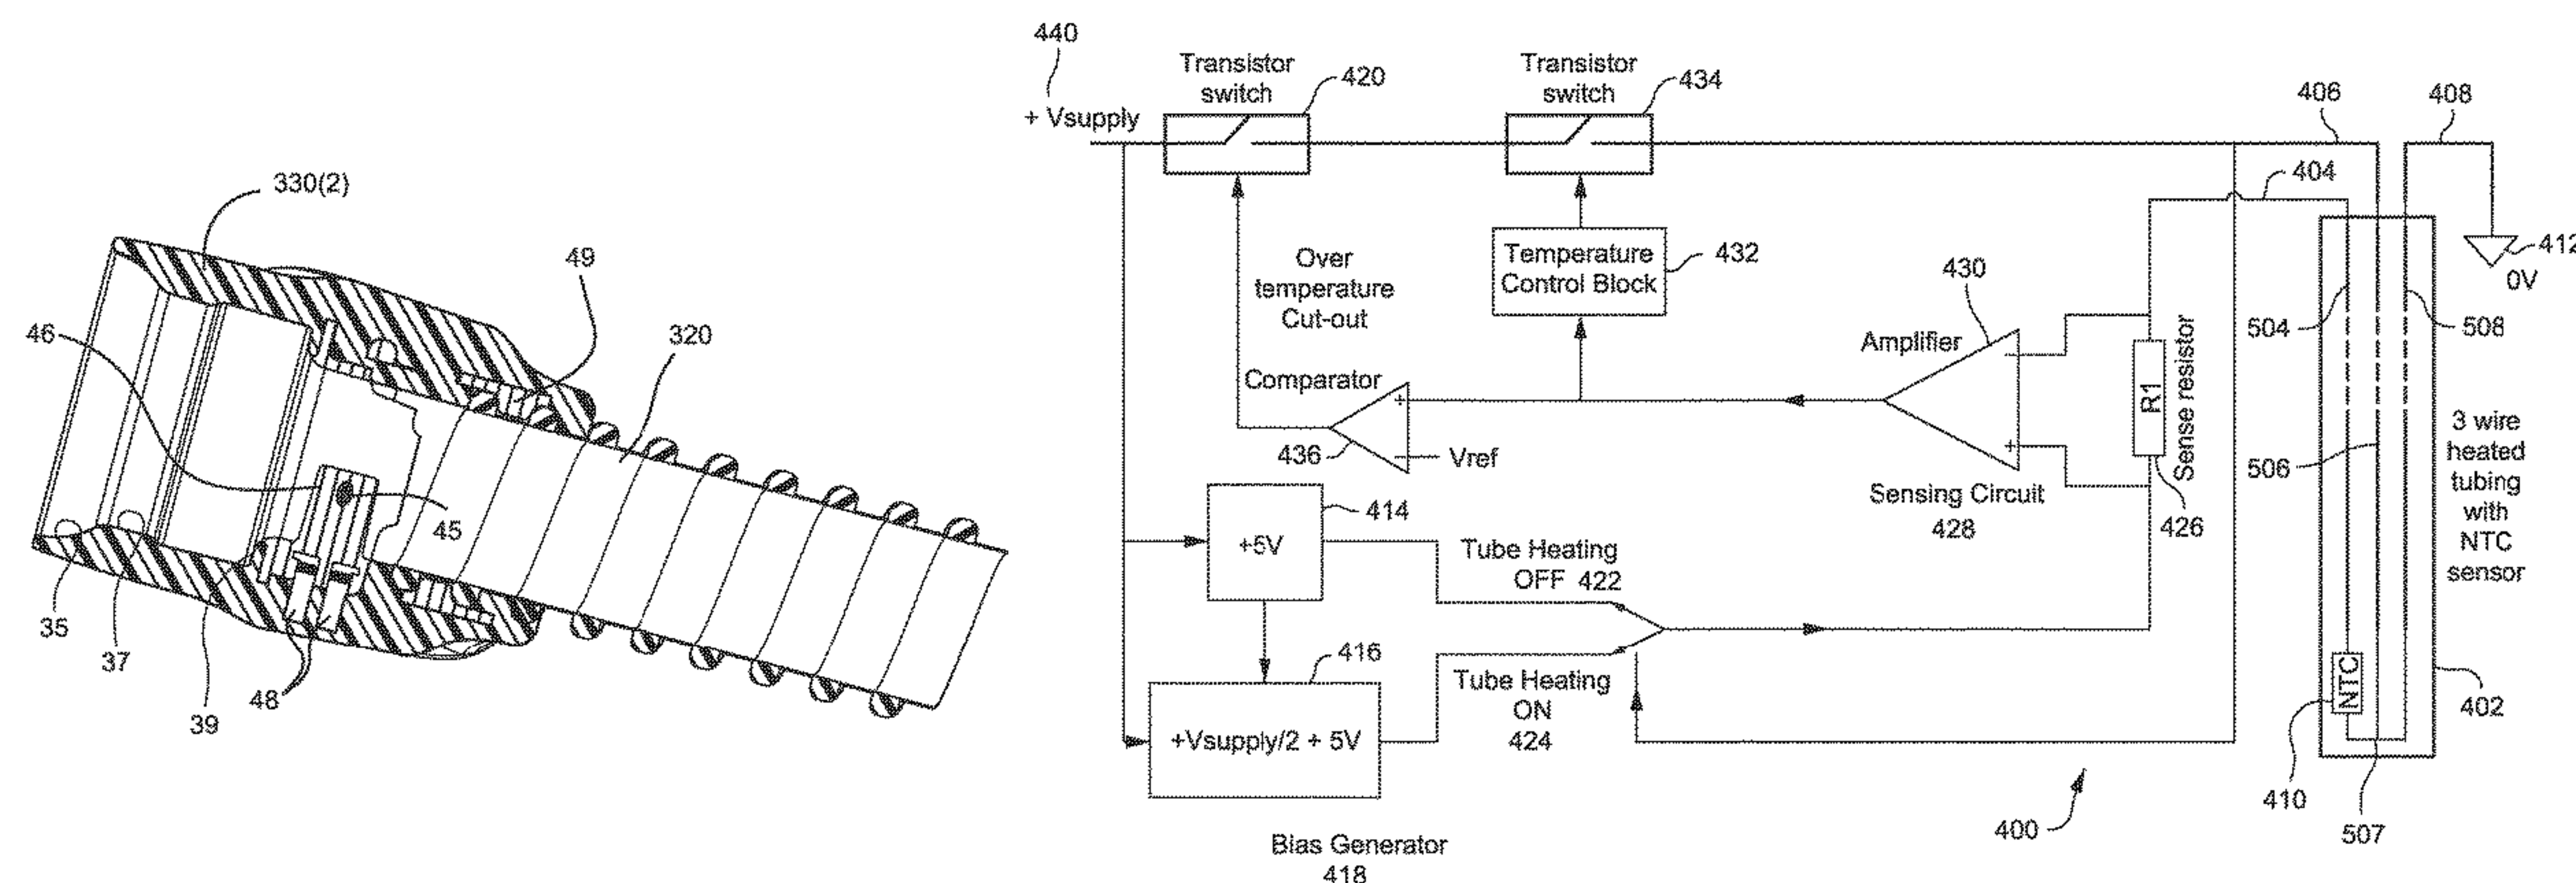 330(2)
49
46
320
45
35
37
39
48
440
+ Vsupply
Transistor
switch
420
Transistor
switch
434
406
408
404
412
0V
Over
temperature
Cut-out
Temperature
Control Block
432
430
Amplifier
−
+
R1
Sense resistor
426
504
508
506
3 wire
heated
tubing
with
NTC
sensor
Comparator
+
−
436
Vref
Sensing Circuit
428
+5V
414
Tube Heating
OFF 422
416
+Vsupply/2 + 5V
Tube Heating
ON
424
NTC
402
410
507
400
Bias Generator
418